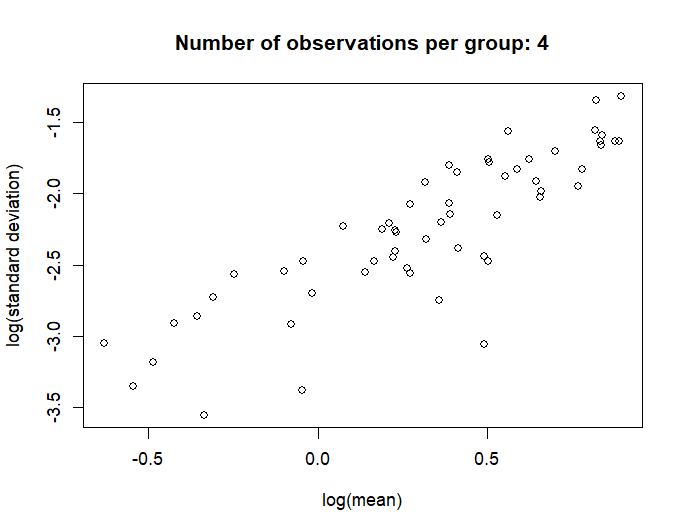 Number of observations per group: 4
log(standard deviation)
-1.5
-2.0
-2.5
-3.0
-3.5
-0.5 0.0 0.5
log(mean)